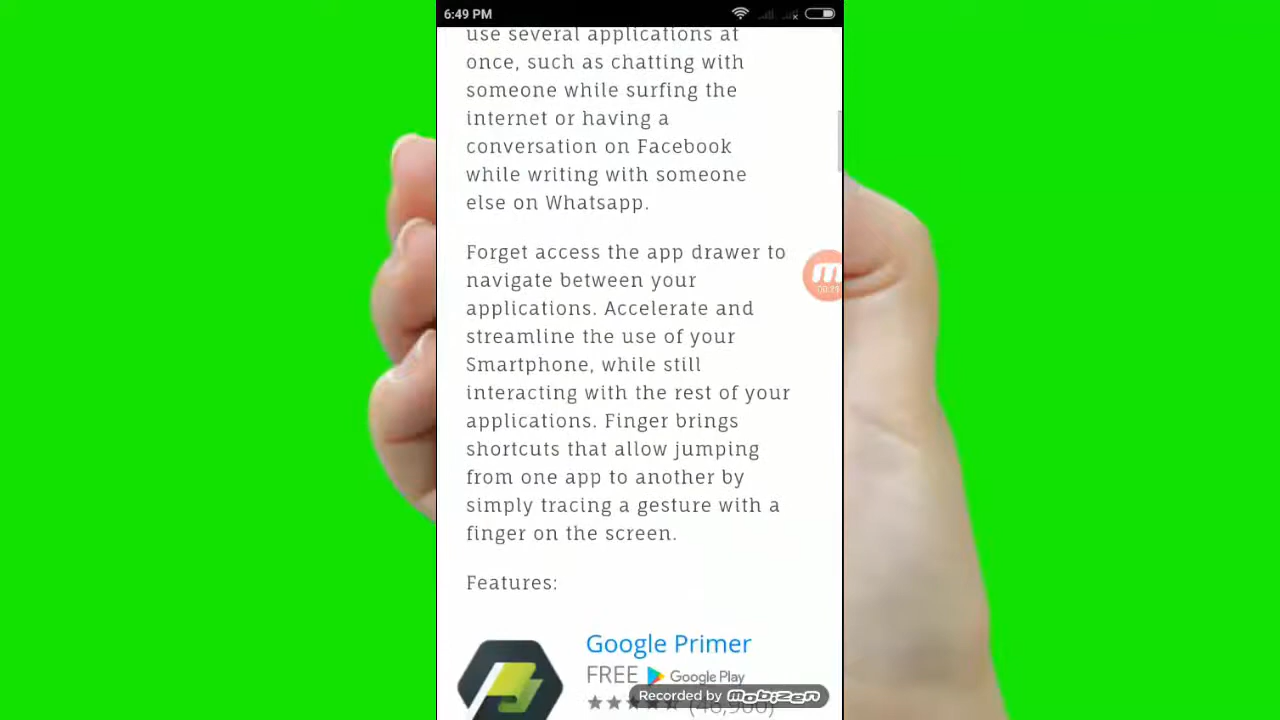 6:49 PM
use several applications at
once, such as chatting with
someone while surfing the
internet or having a
conversation on Facebook
while writing with someone
else on Whatsapp.
Forget access the app drawer to
navigate between your
applications. Accelerate and
streamline the use of your
Smartphone, while still
interacting with the rest of your
applications. Finger brings
shortcuts that allow jumping
from one app to another by
simply tracing a gesture with a
finger on the screen.
Features:
Google Primer
FREE Google Play
Recorded by mobizen